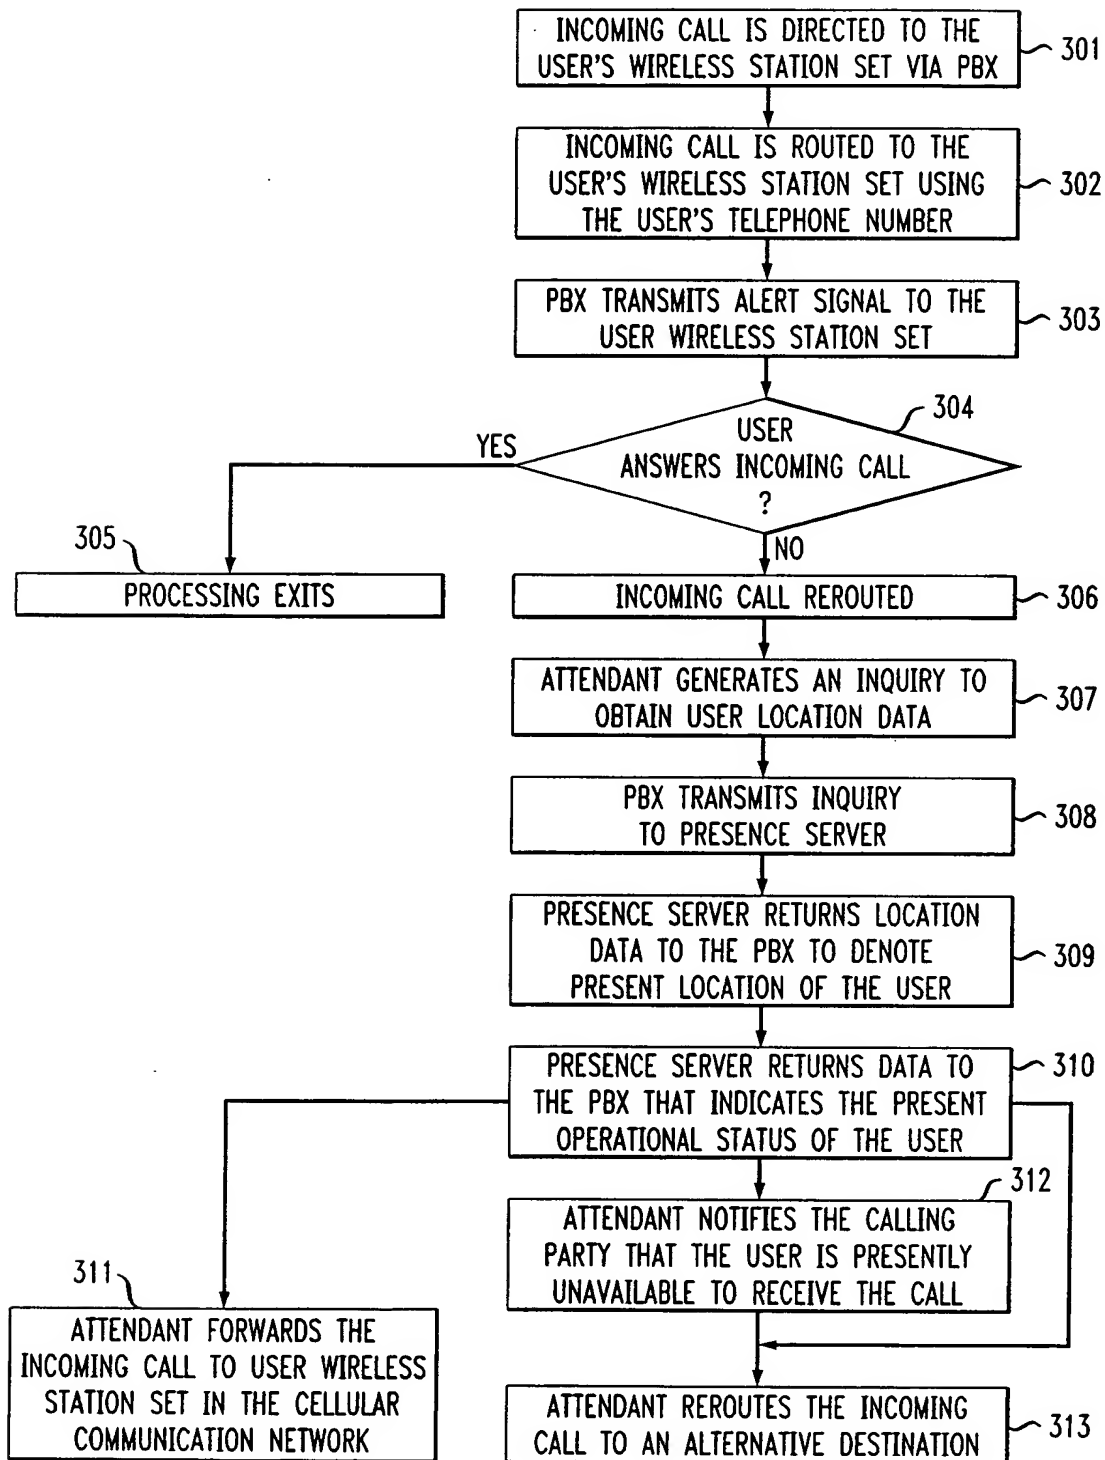 INCOMING CALL IS DIRECTED TO THE
USER'S WIRELESS STATION SET VIA PBX
301
INCOMING CALL IS ROUTED TO THE
USER'S WIRELESS STATION SET USING
THE USER'S TELEPHONE NUMBER
302
PBX TRANSMITS ALERT SIGNAL TO THE
USER WIRELESS STATION SET
303
304
USER
ANSWERS INCOMING CALL
?
YES
NO
305
PROCESSING EXITS
INCOMING CALL REROUTED
306
ATTENDANT GENERATES AN INQUIRY TO
OBTAIN USER LOCATION DATA
307
PBX TRANSMITS INQUIRY
TO PRESENCE SERVER
308
PRESENCE SERVER RETURNS LOCATION
DATA TO THE PBX TO DENOTE
PRESENT LOCATION OF THE USER
309
PRESENCE SERVER RETURNS DATA TO
THE PBX THAT INDICATES THE PRESENT
OPERATIONAL STATUS OF THE USER
310
312
ATTENDANT NOTIFIES THE CALLING
PARTY THAT THE USER IS PRESENTLY
UNAVAILABLE TO RECEIVE THE CALL
311
ATTENDANT FORWARDS THE
INCOMING CALL TO USER WIRELESS
STATION SET IN THE CELLULAR
COMMUNICATION NETWORK
ATTENDANT REROUTES THE INCOMING
CALL TO AN ALTERNATIVE DESTINATION
313